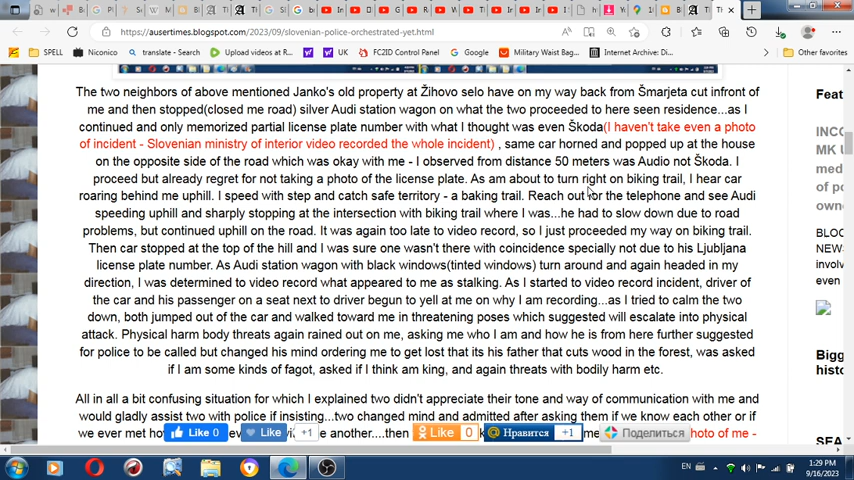 https://ausertimes.blogspot.com/2023/09/slovenian-police-orchestrated-yet.html
SPELL
Niconico
translate - Search
Upload videos of y...
UK
FC2ID Control Panel
Google
Military Waist Bag...
Internet Archive: Di...
Other favorites
The two neighbors of above mentioned Janko's old property at Žihovo selo have on my way back from Šmarjeta cut infront of
me and then stopped(closed me road) silver Audi station wagon on what the two proceeded to here seen residence...as I
continued and only memorized partial license plate number with what I thought was even Škoda(I haven't take even a photo
of incident - Slovenian ministry of interior video recorded the whole incident) , same car horned and popped up at the house
on the opposite side of the road which was okay with me - I observed from distance 50 meters was Audio not Škoda. I
proceed but already regret for not taking a photo of the license plate. As am about to turn right on biking trail, I hear car
roaring behind me uphill. I speed with step and catch safe territory - a baking trail. Reach out for the telephone and see Audi
speeding uphill and sharply stopping at the intersection with biking trail where I was...he had to slow down due to road
problems, but continued uphill on the road. It was again too late to video record, so I just proceeded my way on biking trail.
Then car stopped at the top of the hill and I was sure one wasn't there with coincidence specially not due to his Ljubljana
license plate number. As Audi station wagon with black windows(tinted windows) turn around and again headed in my
direction, I was determined to video record what appeared to me as stalking. As I started to video record incident, driver of
the car and his passenger on a seat next to driver begun to yell at me on why I am recording...as I tried to calm the two
down, both jumped out of the car and walked toward me in threatening poses which suggested will escalate into physical
attack. Physical harm body threats again rained out on me, asking me who I am and how he is from here further suggested
for police to be called but changed his mind ordering me to get lost that its his father that cuts wood in the forest, was asked
if I am some kinds of fagot, asked if I think am king, and again threats with bodily harm etc.
All in all a bit confusing situation for which I explained two didn't appreciate their tone and way of communication with me and
would gladly assist two with police if insisting...two changed mind and admitted after asking them if we know each other or if
we ever met
another....then
photo of me -
Like 0
Like
+1
Like 0
Нравится
+1
Поделиться
Feat
INCO
MK U
of po
BLOC
NEWS
involv
even
Bigg
histo
SEA
EN
1:29 PM
9/16/2023